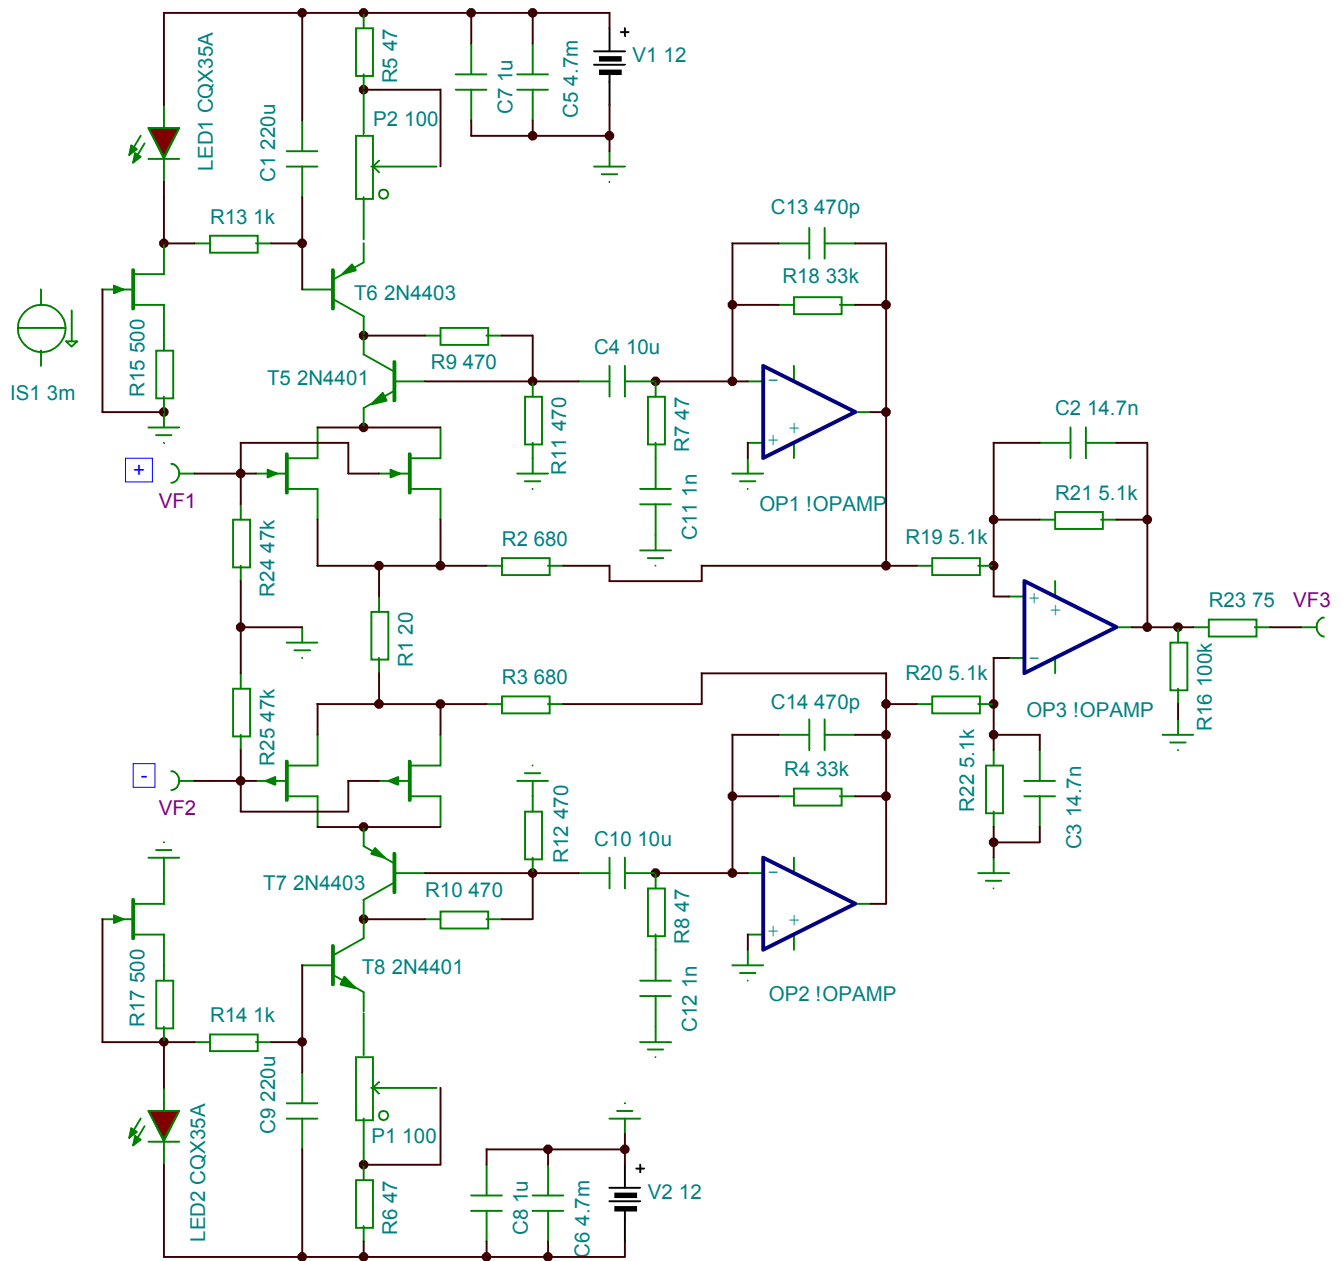 LED1 CQX35A
C1 220u
R5 47
P2 100
C7 1u
C5 4.7m
+
V1 12
R13 1k
T6 2N4403
IS1 3m
R15 500
R9 470
T5 2N4401
R11 470
C4 10u
R7 47
C11 1n
C13 470p
R18 33k
−
+
+
OP1 !OPAMP
C2 14.7n
R21 5.1k
+
VF1
R24 47k
R2 680
R19 5.1k
R1 20
+
+
−
OP3 !OPAMP
R23 75
VF3
R16 100k
R3 680
R20 5.1k
R25 47k
-
VF2
C14 470p
R4 33k
R22 5.1k
C3 14.7n
R12 470
C10 10u
T7 2N4403
R10 470
R8 47
C12 1n
−
+
+
OP2 !OPAMP
T8 2N4401
R17 500
R14 1k
C9 220u
P1 100
LED2 CQX35A
R6 47
C8 1u
C6 4.7m
+
V2 12